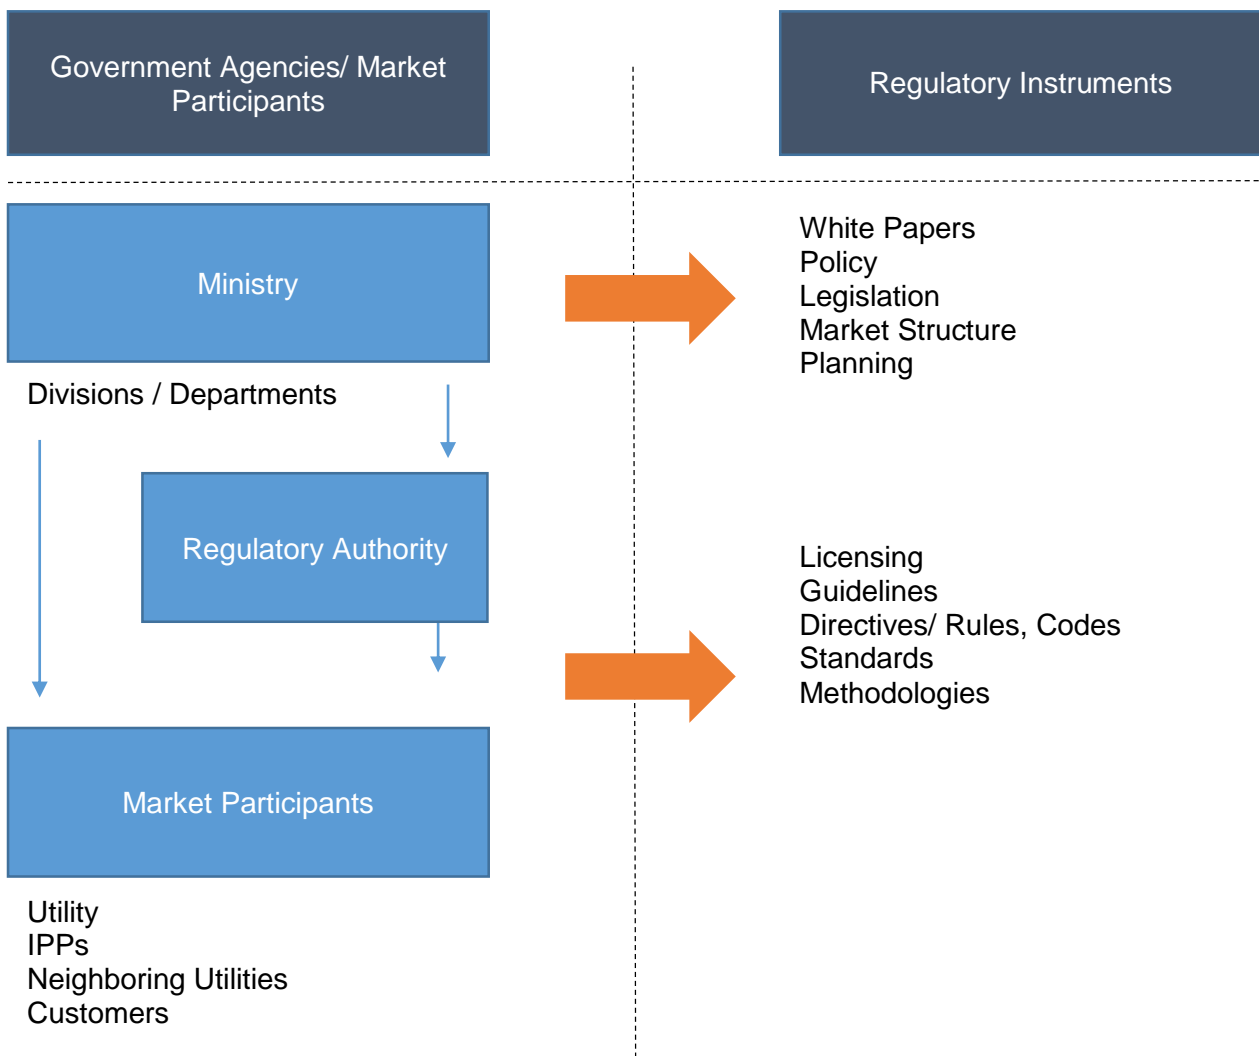 Government Agencies/ Market
Participants
Regulatory Instruments
Ministry
White Papers
Policy
Legislation
Market Structure
Planning
Divisions / Departments
Regulatory Authority
Licensing
Guidelines
Directives/ Rules, Codes
Standards
Methodologies
Market Participants
Utility
IPPs
Neighboring Utilities
Customers